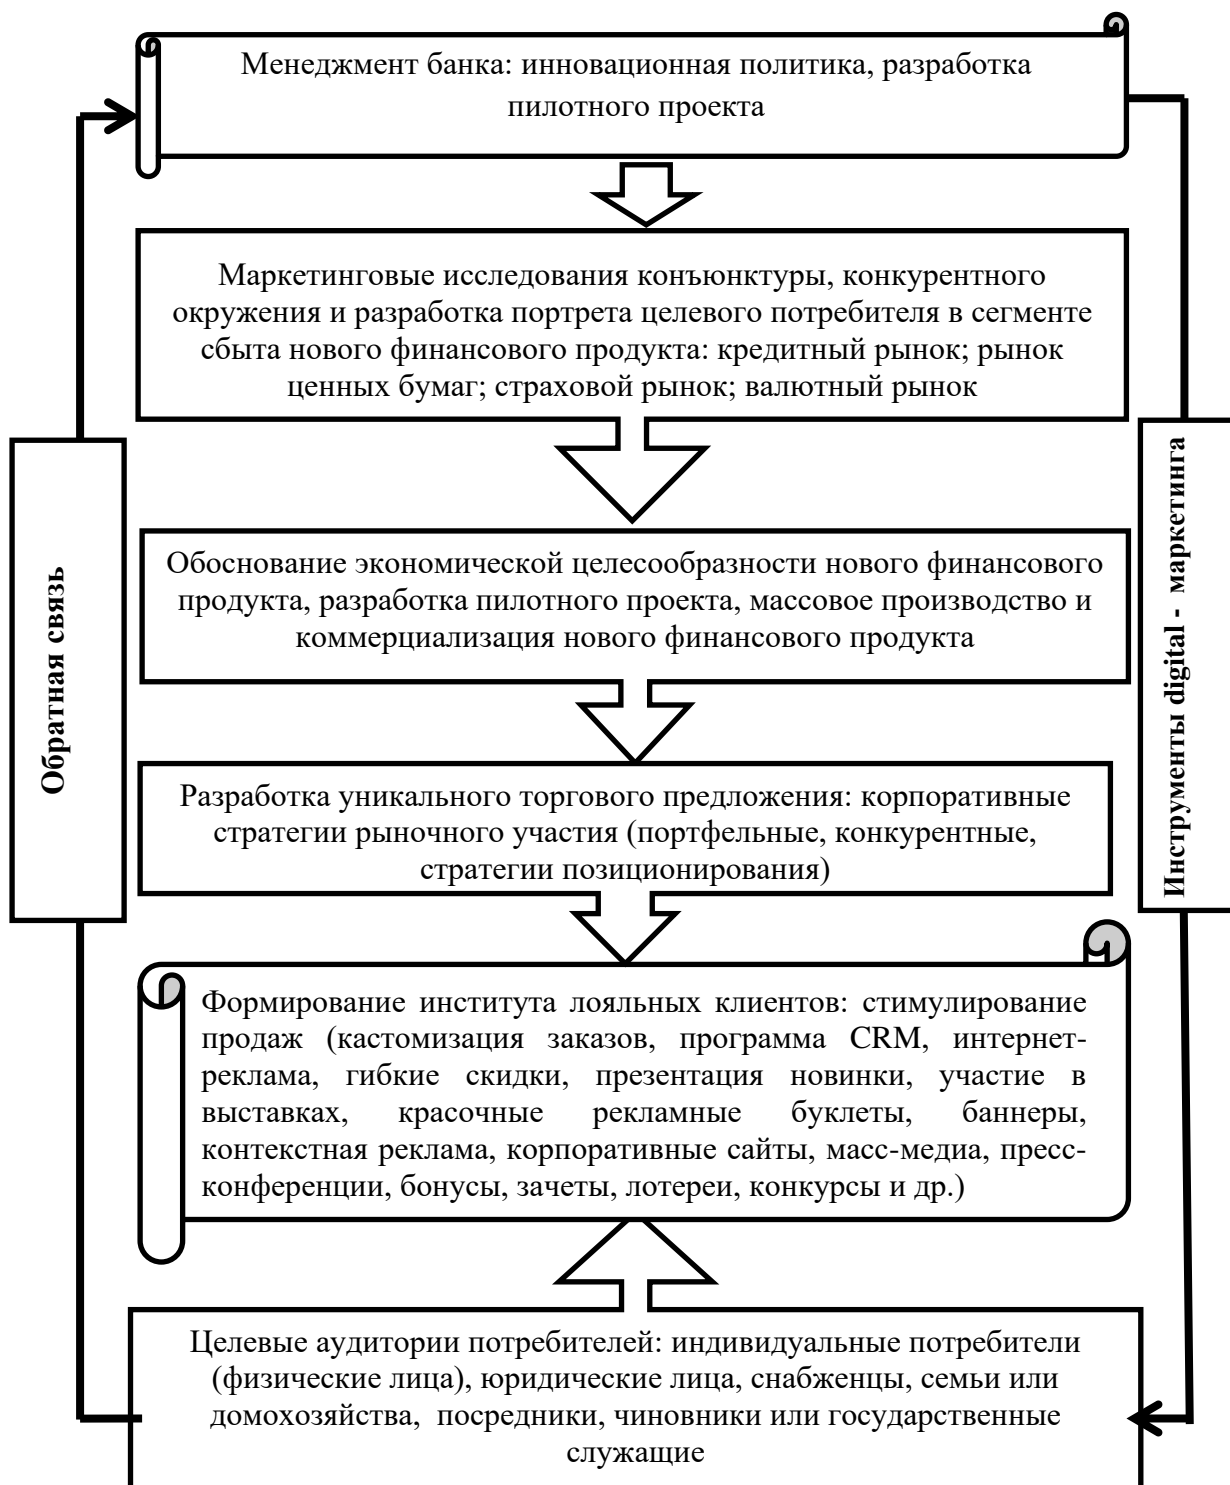 Менеджмент банка: инновационная политика, разработка
пилотного проекта
Маркетинговые исследования конъюнктуры, конкурентного
окружения и разработка портрета целевого потребителя в сегменте
сбыта нового финансового продукта: кредитный рынок; рынок
ценных бумаг; страховой рынок; валютный рынок
Обратная связь
Инструменты digital - маркетинга
Обоснование экономической целесообразности нового финансового
продукта, разработка пилотного проекта, массовое производство и
коммерциализация нового финансового продукта
Разработка уникального торгового предложения: корпоративные
стратегии рыночного участия (портфельные, конкурентные,
стратегии позиционирования)
Формирование института лояльных клиентов: стимулирование
продаж (кастомизация заказов, программа CRM, интернет-
реклама, гибкие скидки, презентация новинки, участие в
выставках, красочные рекламные буклеты, баннеры,
контекстная реклама, корпоративные сайты, масс-медиа, пресс-
конференции, бонусы, зачеты, лотереи, конкурсы и др.)
Целевые аудитории потребителей: индивидуальные потребители
(физические лица), юридические лица, снабженцы, семьи или
домохозяйства, посредники, чиновники или государственные
служащие